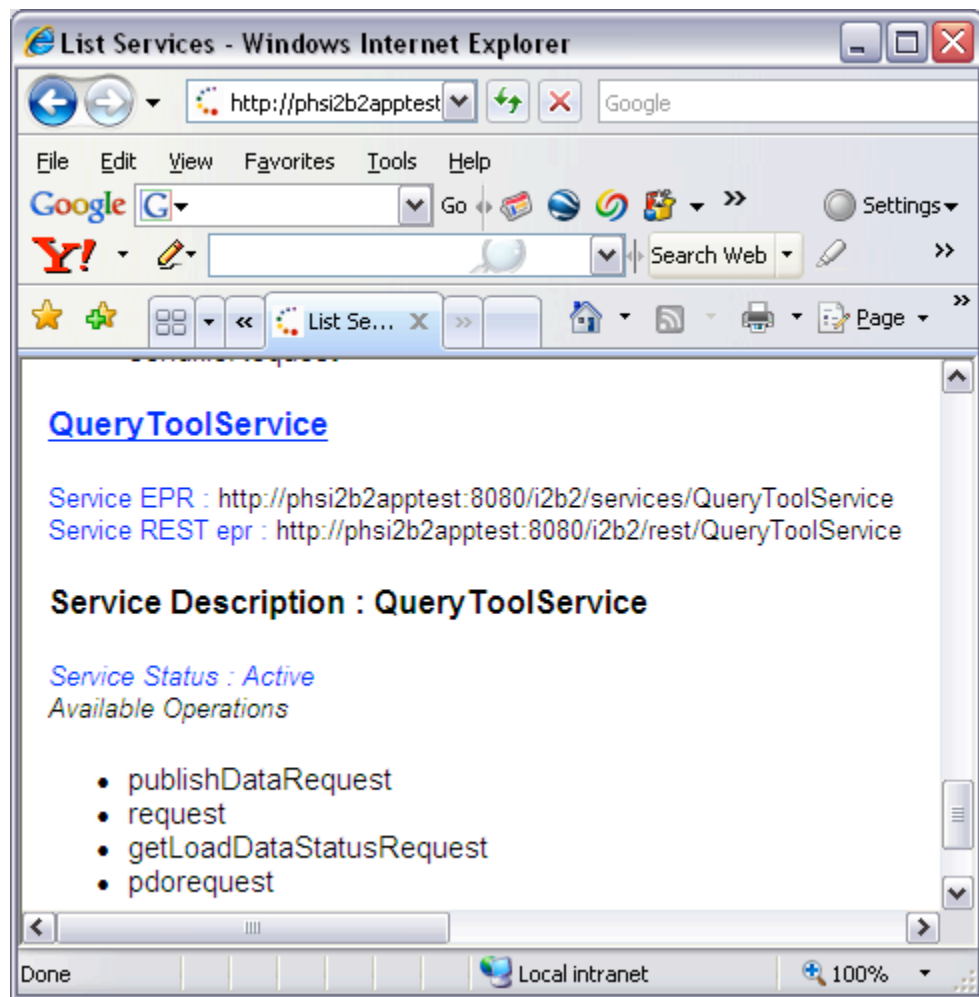 List Services - Windows Internet Explorer
http://phsi2b2apptest
Google
File Edit View Favorites Tools Help
Google G Go » Settings
Y! Search Web »
« List Se... X » Page »
QueryToolService
Service EPR : http://phsi2b2apptest:8080/i2b2/services/QueryToolService
Service REST epr : http://phsi2b2apptest:8080/i2b2/rest/QueryToolService
Service Description : QueryToolService
Service Status : Active
Available Operations
• publishDataRequest
• request
• getLoadDataStatusRequest
• pdorequest
Done Local intranet 100%